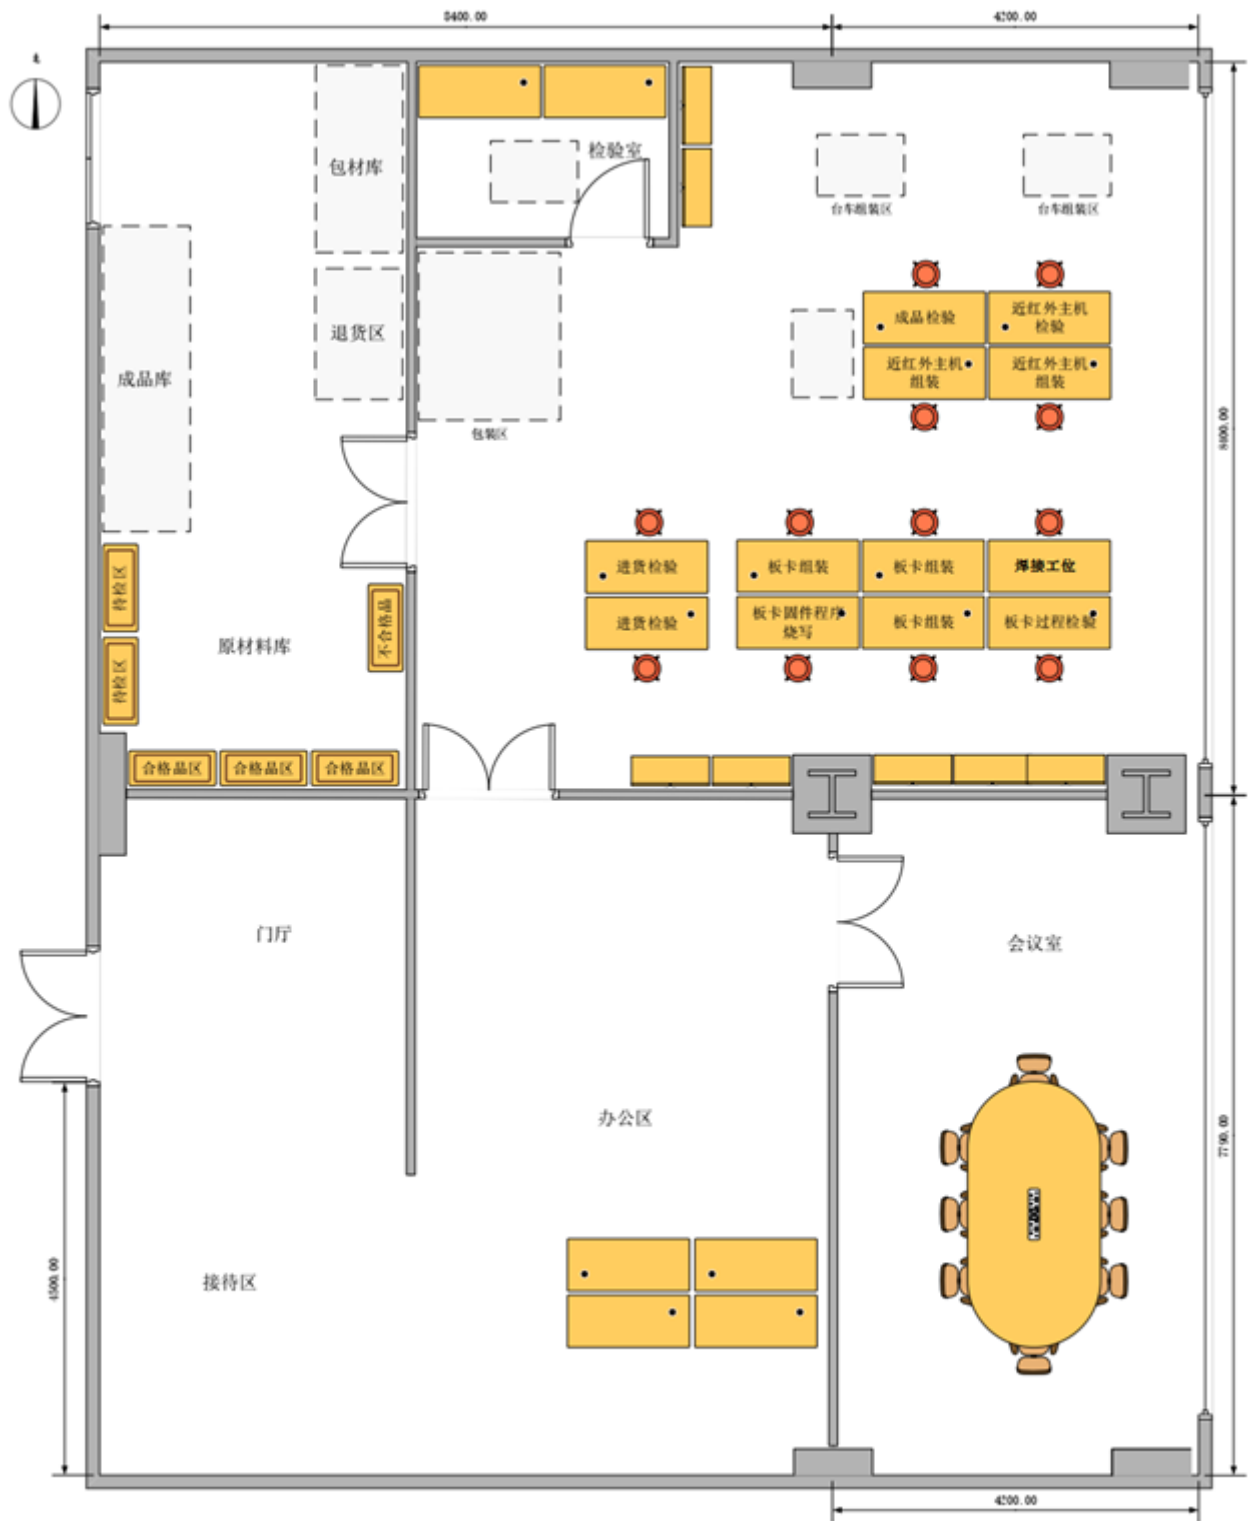 8400.00
4200.00
北
包材库
检验室
台车组装区
台车组装区
成品检验
近红外主机
检验
退货区
近红外主机
组装
近红外主机
组装
成品库
包装区
8400.00
待检区
进货检验
板卡组装
板卡组装
焊接工位
不合格品
进货检验
板卡固件程序
烧写
板卡组装
板卡过程检验
原材料库
待检区
合格品区
合格品区
合格品区
门厅
会议室
办公区
7790.00
接待区
4500.00
4200.00